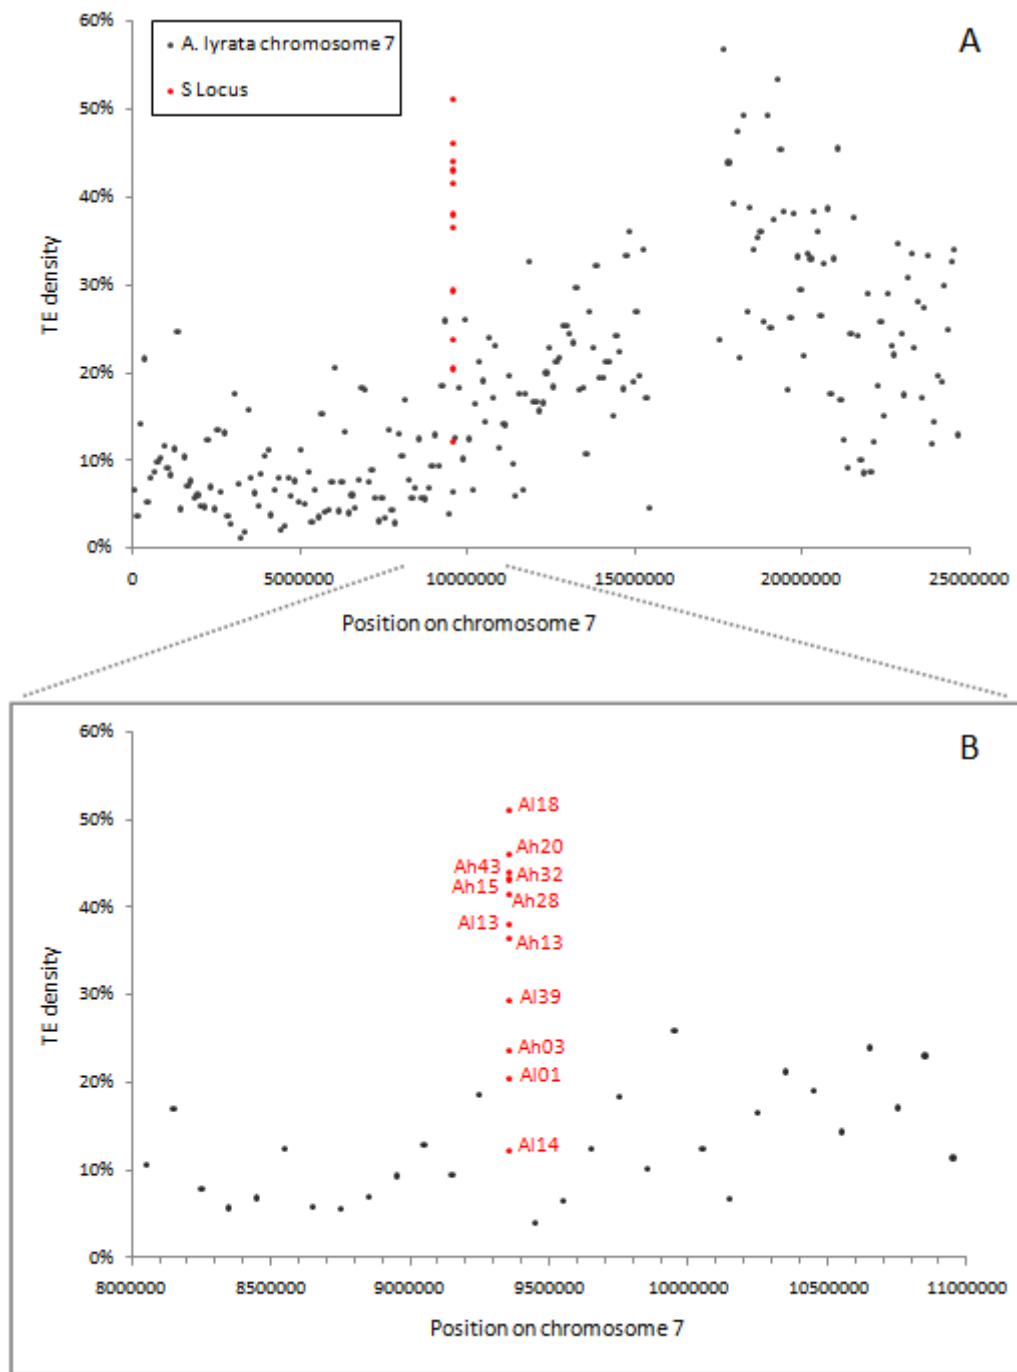 60%
A
A. lyrata chromosome 7
S Locus
50%
40%
TE density
30%
20%
10%
0%
0 5000000 10000000 15000000 20000000 25000000
Position on chromosome 7
60%
B
50%
Al18
Ah20
Ah43
Ah32
Ah15
Ah28
40%
Al13
Ah13
TE density
30%
Al39
Ah03
20%
Al01
Al14
10%
0%
8000000 8500000 9000000 9500000 10000000 10500000 11000000
Position on chromosome 7